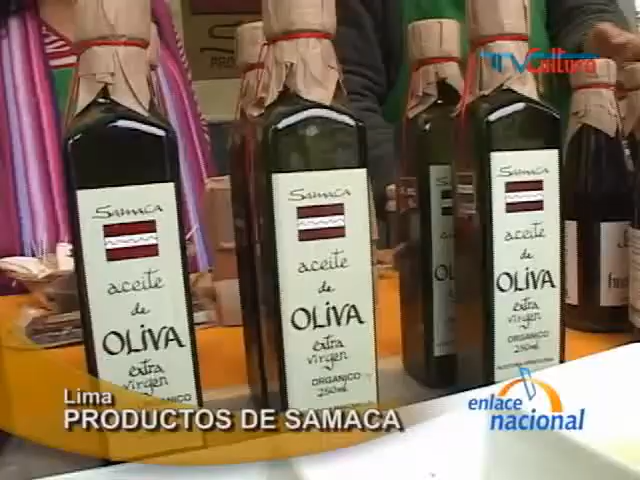 TVCultura
PRO
Samaca
aceite
de
OLIVA
extra
virgen
Samaca
aceite
de
OLIVA
extra
virgen
ORGANICO
250ml
Samaca
aceite
de
OLIVA
extra
virgen
ORGANICO
250ml
Lima
PRODUCTOS DE SAMACA
enlace
nacional